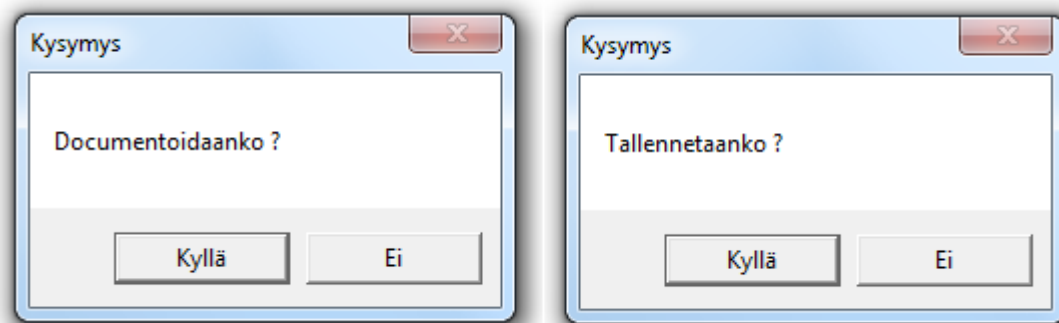 Kysymys
Documentoidaanko ?
Kyllä Ei
Kysymys
Tallennetaanko ?
Kyllä Ei